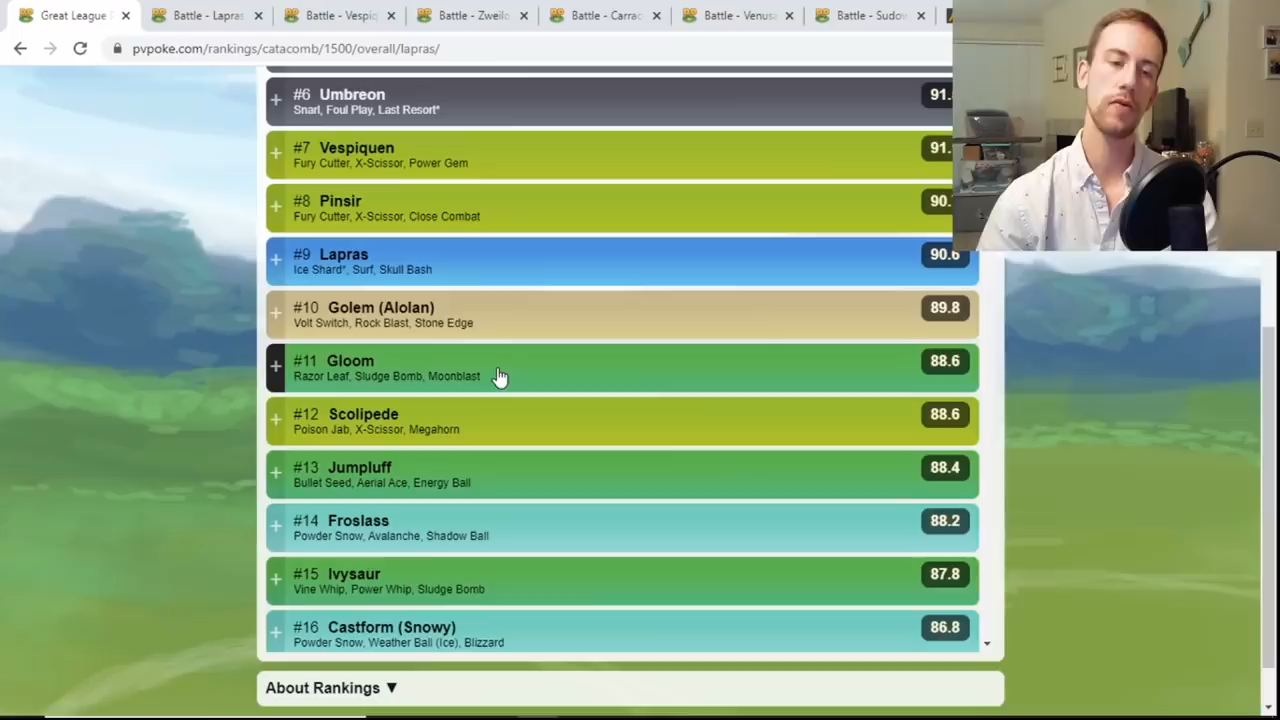 Great League
Battle - Lapras
Battle - Vespiq
Battle - Zweilo
Battle - Carrac
Battle - Venus
Battle - Sudow
pvpoke.com/rankings/catacomb/1500/overall/lapras/
#6 Umbreon
91.
Snarl, Foul Play, Last Resort*
#7 Vespiquen
91.
Fury Cutter, X-Scissor, Power Gem
#8 Pinsir
90.
Fury Cutter, X-Scissor, Close Combat
#9 Lapras
90.6
Ice Shard*, Surf, Skull Bash
#10 Golem (Alolan)
89.8
Volt Switch, Rock Blast, Stone Edge
#11 Gloom
88.6
Razor Leaf, Sludge Bomb, Moonblast
#12 Scolipede
88.6
Poison Jab, X-Scissor, Megahorn
#13 Jumpluff
88.4
Bullet Seed, Aerial Ace, Energy Ball
#14 Froslass
88.2
Powder Snow, Avalanche, Shadow Ball
#15 Ivysaur
87.8
Vine Whip, Power Whip, Sludge Bomb
#16 Castform (Snowy)
86.8
Powder Snow, Weather Ball (Ice), Blizzard
About Rankings ▼